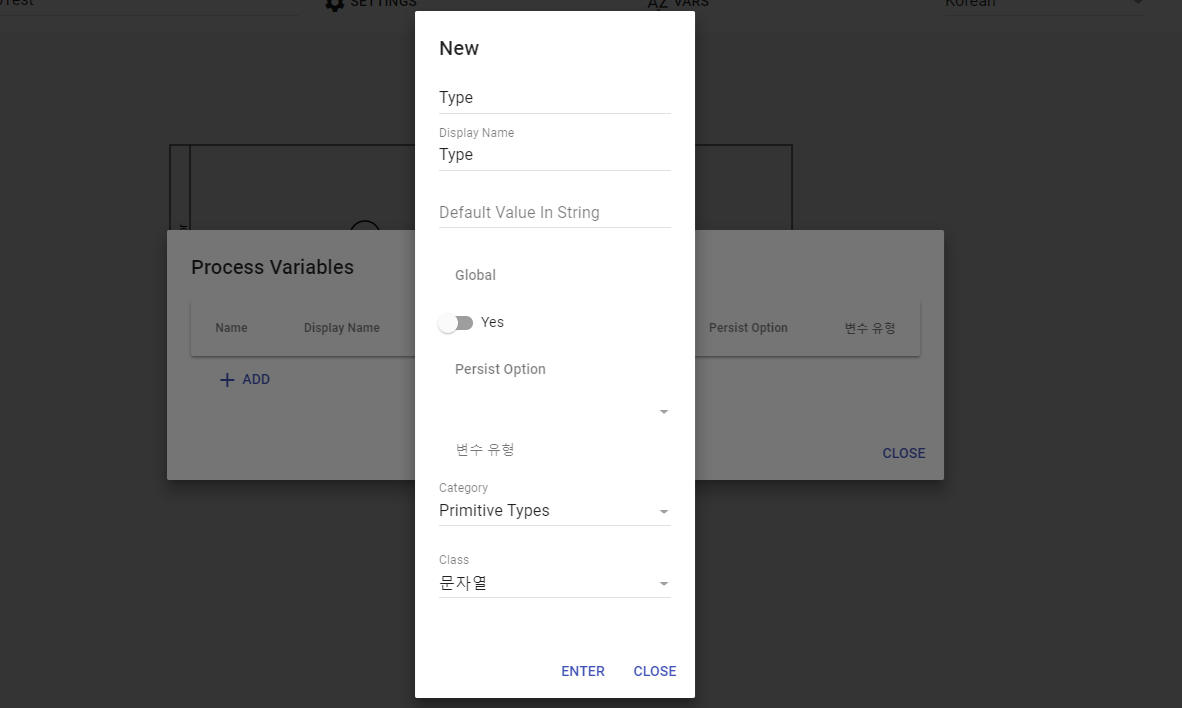 SETTINGS
VARS
Korean
New
Type
Display Name
Type
Default Value In String
Global
Yes
Persist Option
변수 유형
Category
Primitive Types
Class
문자열
ENTER CLOSE
Process Variables
Name Display Name Persist Option 변수 유형
ADD
CLOSE